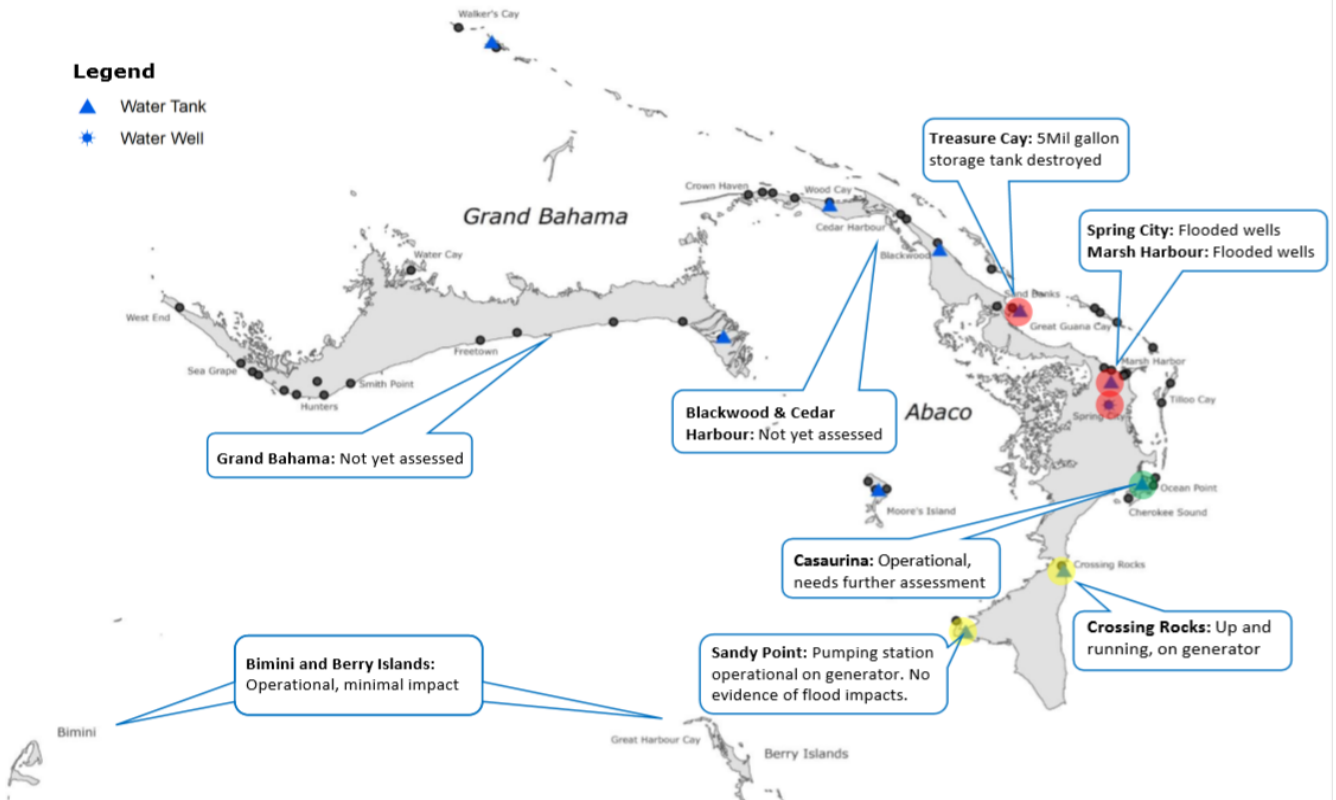 Walker's Cay
Legend
Water Tank
Water Well
Treasure Cay: 5Mil gallon
storage tank destroyed
Crown Haven
Wood Cay
Grand Bahama
Cedar Harbour
Spring City: Flooded wells
Marsh Harbour: Flooded wells
Water Cay
Blackwood
Sand Banks
West End
Great Guana Cay
Freetown
Marsh Harbor
Sea Grape
Smith Point
Hunters
Tilloo Cay
Blackwood & Cedar
Harbour: Not yet assessed
Abaco
Spring City
Grand Bahama: Not yet assessed
Ocean Point
Moore's Island
Cherokee Sound
Casaurina: Operational,
needs further assessment
Crossing Rocks
Crossing Rocks: Up and
running, on generator
Sandy Point: Pumping station
operational on generator. No
evidence of flood impacts.
Bimini and Berry Islands:
Operational, minimal impact
Bimini
Great Harbour Cay
Berry Islands